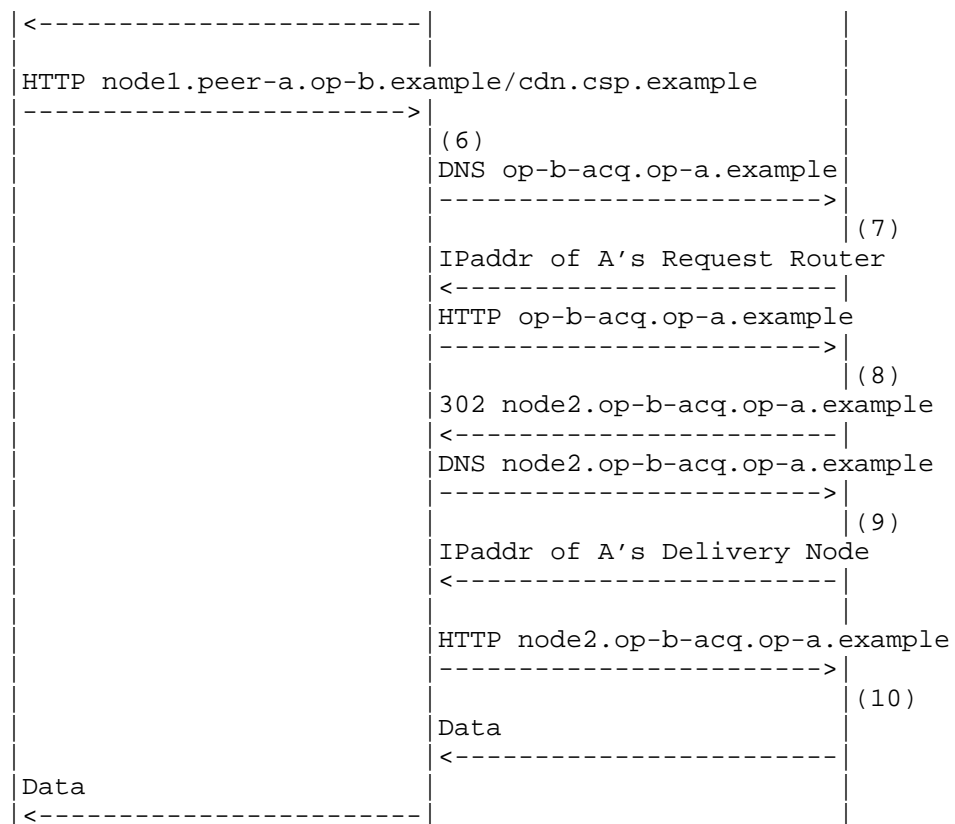 |<------------------------|                         |
|                         |                         |
|HTTP node1.peer-a.op-b.example/cdn.csp.example     |
|------------------------>|                         |
|                         |(6)                      |
|                         |DNS op-b-acq.op-a.example|
|                         |------------------------>|
|                         |                         |(7)
|                         |IPaddr of A's Request Router
|                         |<------------------------|
|                         |HTTP op-b-acq.op-a.example
|                         |------------------------>|
|                         |                         |(8)
|                         |302 node2.op-b-acq.op-a.example
|                         |<------------------------|
|                         |DNS node2.op-b-acq.op-a.example
|                         |------------------------>|
|                         |                         |(9)
|                         |IPaddr of A's Delivery Node
|                         |<------------------------|
|                         |                         |
|                         |HTTP node2.op-b-acq.op-a.example
|                         |------------------------>|
|                         |                         |(10)
|                         |Data                     |
|                         |<------------------------|
|Data                     |                         |
|<------------------------|                         |